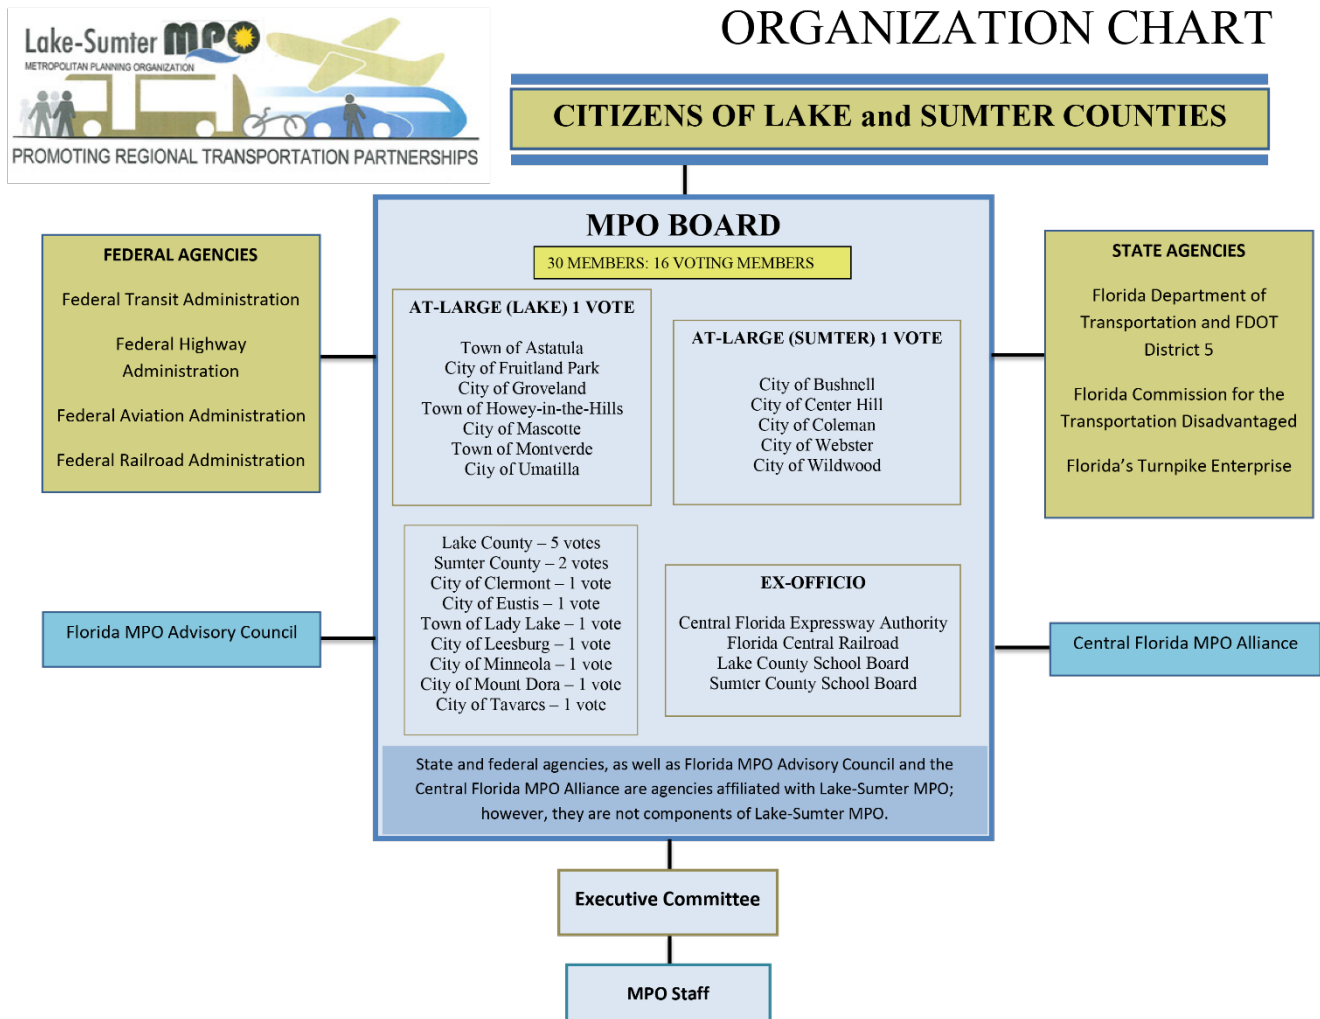 Lake-Sumter MPO
METROPOLITAN PLANNING ORGANIZATION
PROMOTING REGIONAL TRANSPORTATION PARTNERSHIPS
ORGANIZATION CHART
CITIZENS OF LAKE and SUMTER COUNTIES
FEDERAL AGENCIES
Federal Transit Administration
Federal Highway
Administration
Federal Aviation Administration
Federal Railroad Administration
Florida MPO Advisory Council
MPO BOARD
30 MEMBERS: 16 VOTING MEMBERS
AT-LARGE (LAKE) 1 VOTE
Town of Astatula
City of Fruitland Park
City of Groveland
Town of Howey-in-the-Hills
City of Mascotte
Town of Montverde
City of Umatilla
AT-LARGE (SUMTER) 1 VOTE
City of Bushnell
City of Center Hill
City of Coleman
City of Webster
City of Wildwood
Lake County – 5 votes
Sumter County – 2 votes
City of Clermont – 1 vote
City of Eustis – 1 vote
Town of Lady Lake – 1 vote
City of Leesburg – 1 vote
City of Minneola – 1 vote
City of Mount Dora – 1 vote
City of Tavares – 1 vote
EX-OFFICIO
Central Florida Expressway Authority
Florida Central Railroad
Lake County School Board
Sumter County School Board
State and federal agencies, as well as Florida MPO Advisory Council and the
Central Florida MPO Alliance are agencies affiliated with Lake-Sumter MPO;
however, they are not components of Lake-Sumter MPO.
STATE AGENCIES
Florida Department of
Transportation and FDOT
District 5
Florida Commission for the
Transportation Disadvantaged
Florida’s Turnpike Enterprise
Central Florida MPO Alliance
Executive Committee
MPO Staff